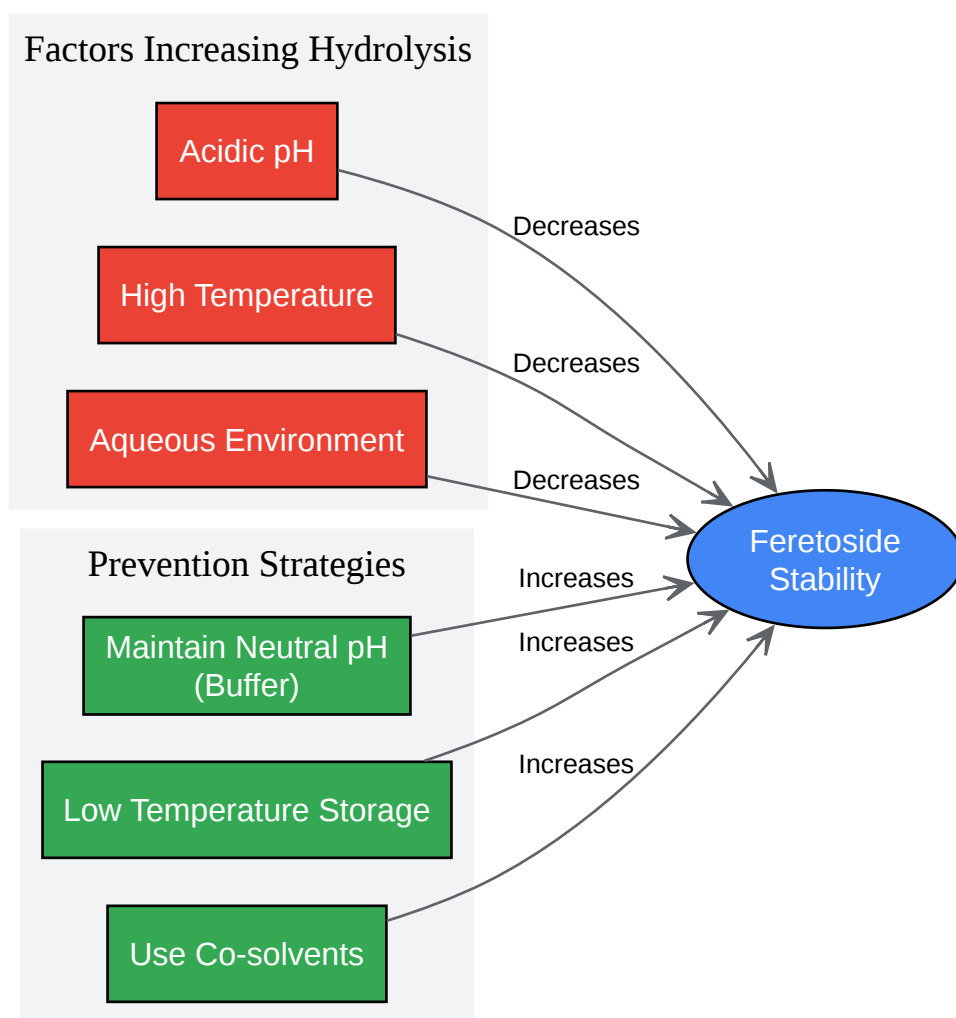 Factors Increasing Hydrolysis
Acidic pH
Decreases
High Temperature
Decreases
Aqueous Environment
Decreases
Feretoside
Stability
Prevention Strategies
Increases
Maintain Neutral pH
(Buffer)
Increases
Low Temperature Storage
Increases
Use Co-solvents